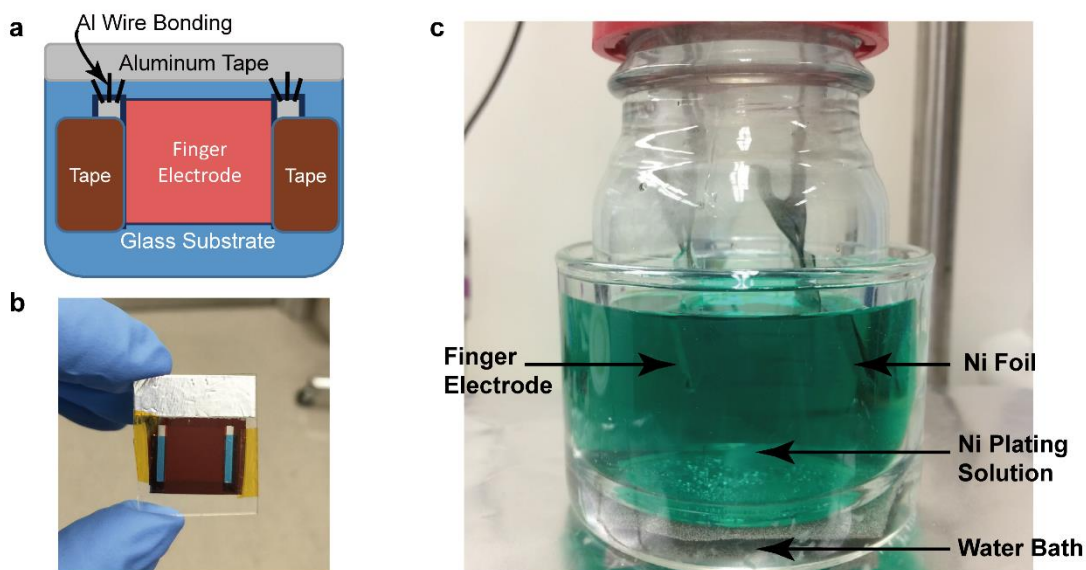 a
Al Wire Bonding
Aluminum Tape
Finger
Electrode
Tape
Tape
Glass Substrate
b
c
Finger
Electrode
Ni Foil
Ni Plating
Solution
Water Bath